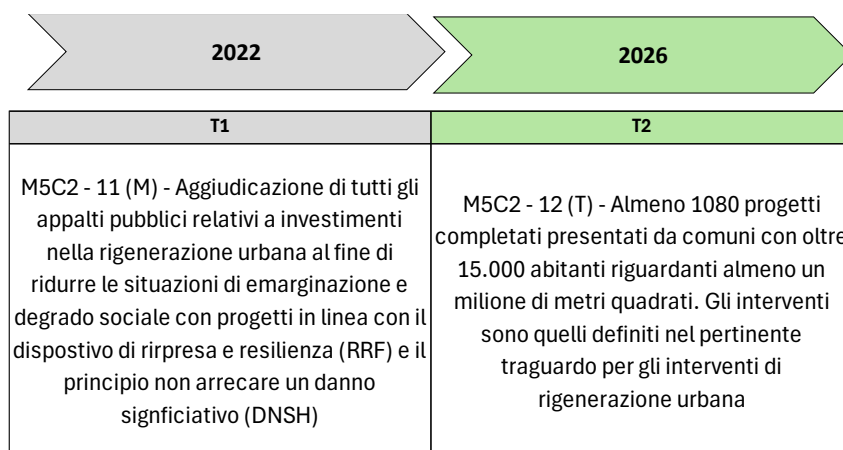 2022
2026
T1
T2
M5C2 - 11 (M) - Aggiudicazione di tutti gli
appalti pubblici relativi a investimenti
nella rigenerazione urbana al fine di
ridurre le situazioni di emarginazione e
degrado sociale con progetti in linea con il
dispostivo di rirpresa e resilienza (RRF) e il
principio non arrecare un danno
signficiativo (DNSH)
M5C2 - 12 (T) - Almeno 1080 progetti
completati presentati da comuni con oltre
15.000 abitanti riguardanti almeno un
milione di metri quadrati. Gli interventi
sono quelli definiti nel pertinente
traguardo per gli interventi di
rigenerazione urbana